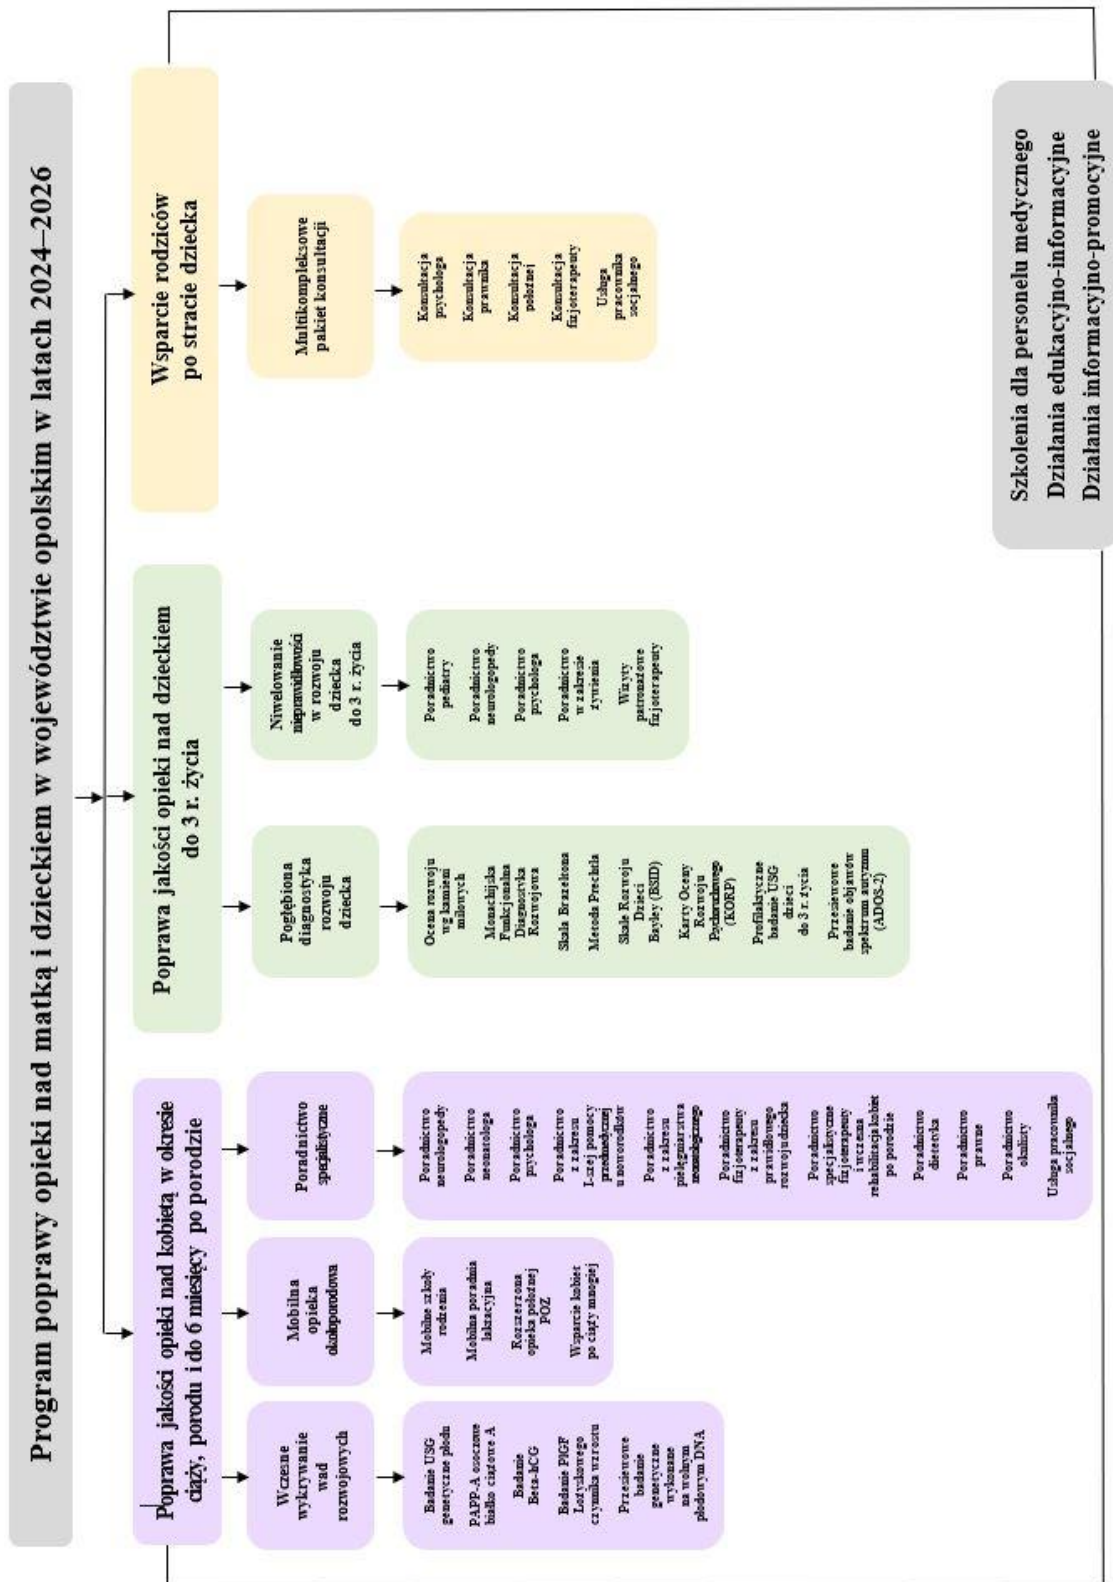 Program poprawy opieki nad matką i dzieckiem w województwie opolskim w latach 2024–2026
Poprawa jakości opieki nad kobietą w okresie
ciąży, porodu i do 6 miesięcy po porodzie
Wczesne
wykrywanie
wad
rozwojowych
Badanie USG
genetyczne płodu
PAPP-A osoczowe
białko ciążowe A
Badanie
Beta-hCG
Badanie PlGF
Łożyskowego
czynnika wzrostu
Przesiewowe
badanie
genetyczne
wykonane
na wolnym
płodowym DNA
Mobilna
opieka
okołoporodowa
Mobilne szkoły
rodzenia
Mobilna poradnia
laktacyjna
Rozszerzona
opieka położnej
POZ
Wsparcie kobiet
po ciąży mnogiej
Poradnictwo
specjalistyczne
Poradnictwo
neurologopedy
Poradnictwo
neonatologa
Poradnictwo
psychologa
Poradnictwo
z zakresu
I-szej pomocy
przedmedycznej
u noworodków
Poradnictwo
z zakresu
pielęgniarstwa
neonatologicznego
Poradnictwo
fizjoterapeuty
z zakresu
prawidłowego
rozwoju dziecka
Poradnictwo
specjalistyczne
fizjoterapeuty
i wczesna
rehabilitacja kobiet
po porodzie
Poradnictwo
dietetyka
Poradnictwo
prawne
Poradnictwo
okulisty
Usługa pracownika
socjalnego
Poprawa jakości opieki nad dzieckiem
do 3 r. życia
Pogłębiona
diagnostyka
rozwoju
dziecka
Ocena rozwoju
wg kamieni
milowych
Monachijska
Funkcjonalna
Diagnostyka
Rozwojowa
Skala Brazeltona
Metoda Prechtla
Skale Rozwoju
Dzieci
Bayley (BSID)
Karty Oceny
Rozwoju
Psychoruchowego
(KORP)
Profilaktyczne
badanie USG
dzieci
do 3 r. życia
Przesiewowe
badanie objawów
spektrum autyzmu
(ADOS-2)
Niwelowanie
nieprawidłowości
w rozwoju
dziecka
do 3 r. życia
Poradnictwo
pediatry
Poradnictwo
neurologopedy
Poradnictwo
psychologa
Poradnictwo
w zakresie
żywienia
Wizyty
patronażowe
fizjoterapeuty
Wsparcie rodziców
po stracie dziecka
Multikompleksowe
pakiet konsultacji
Konsultacja
psychologa
Konsultacja
prawnika
Konsultacja
położnej
Konsultacja
fizjoterapeuty
Usługa
pracownika
socjalnego
Szkolenia dla personelu medycznego
Działania edukacyjno-informacyjne
Działania informacyjno-promocyjne